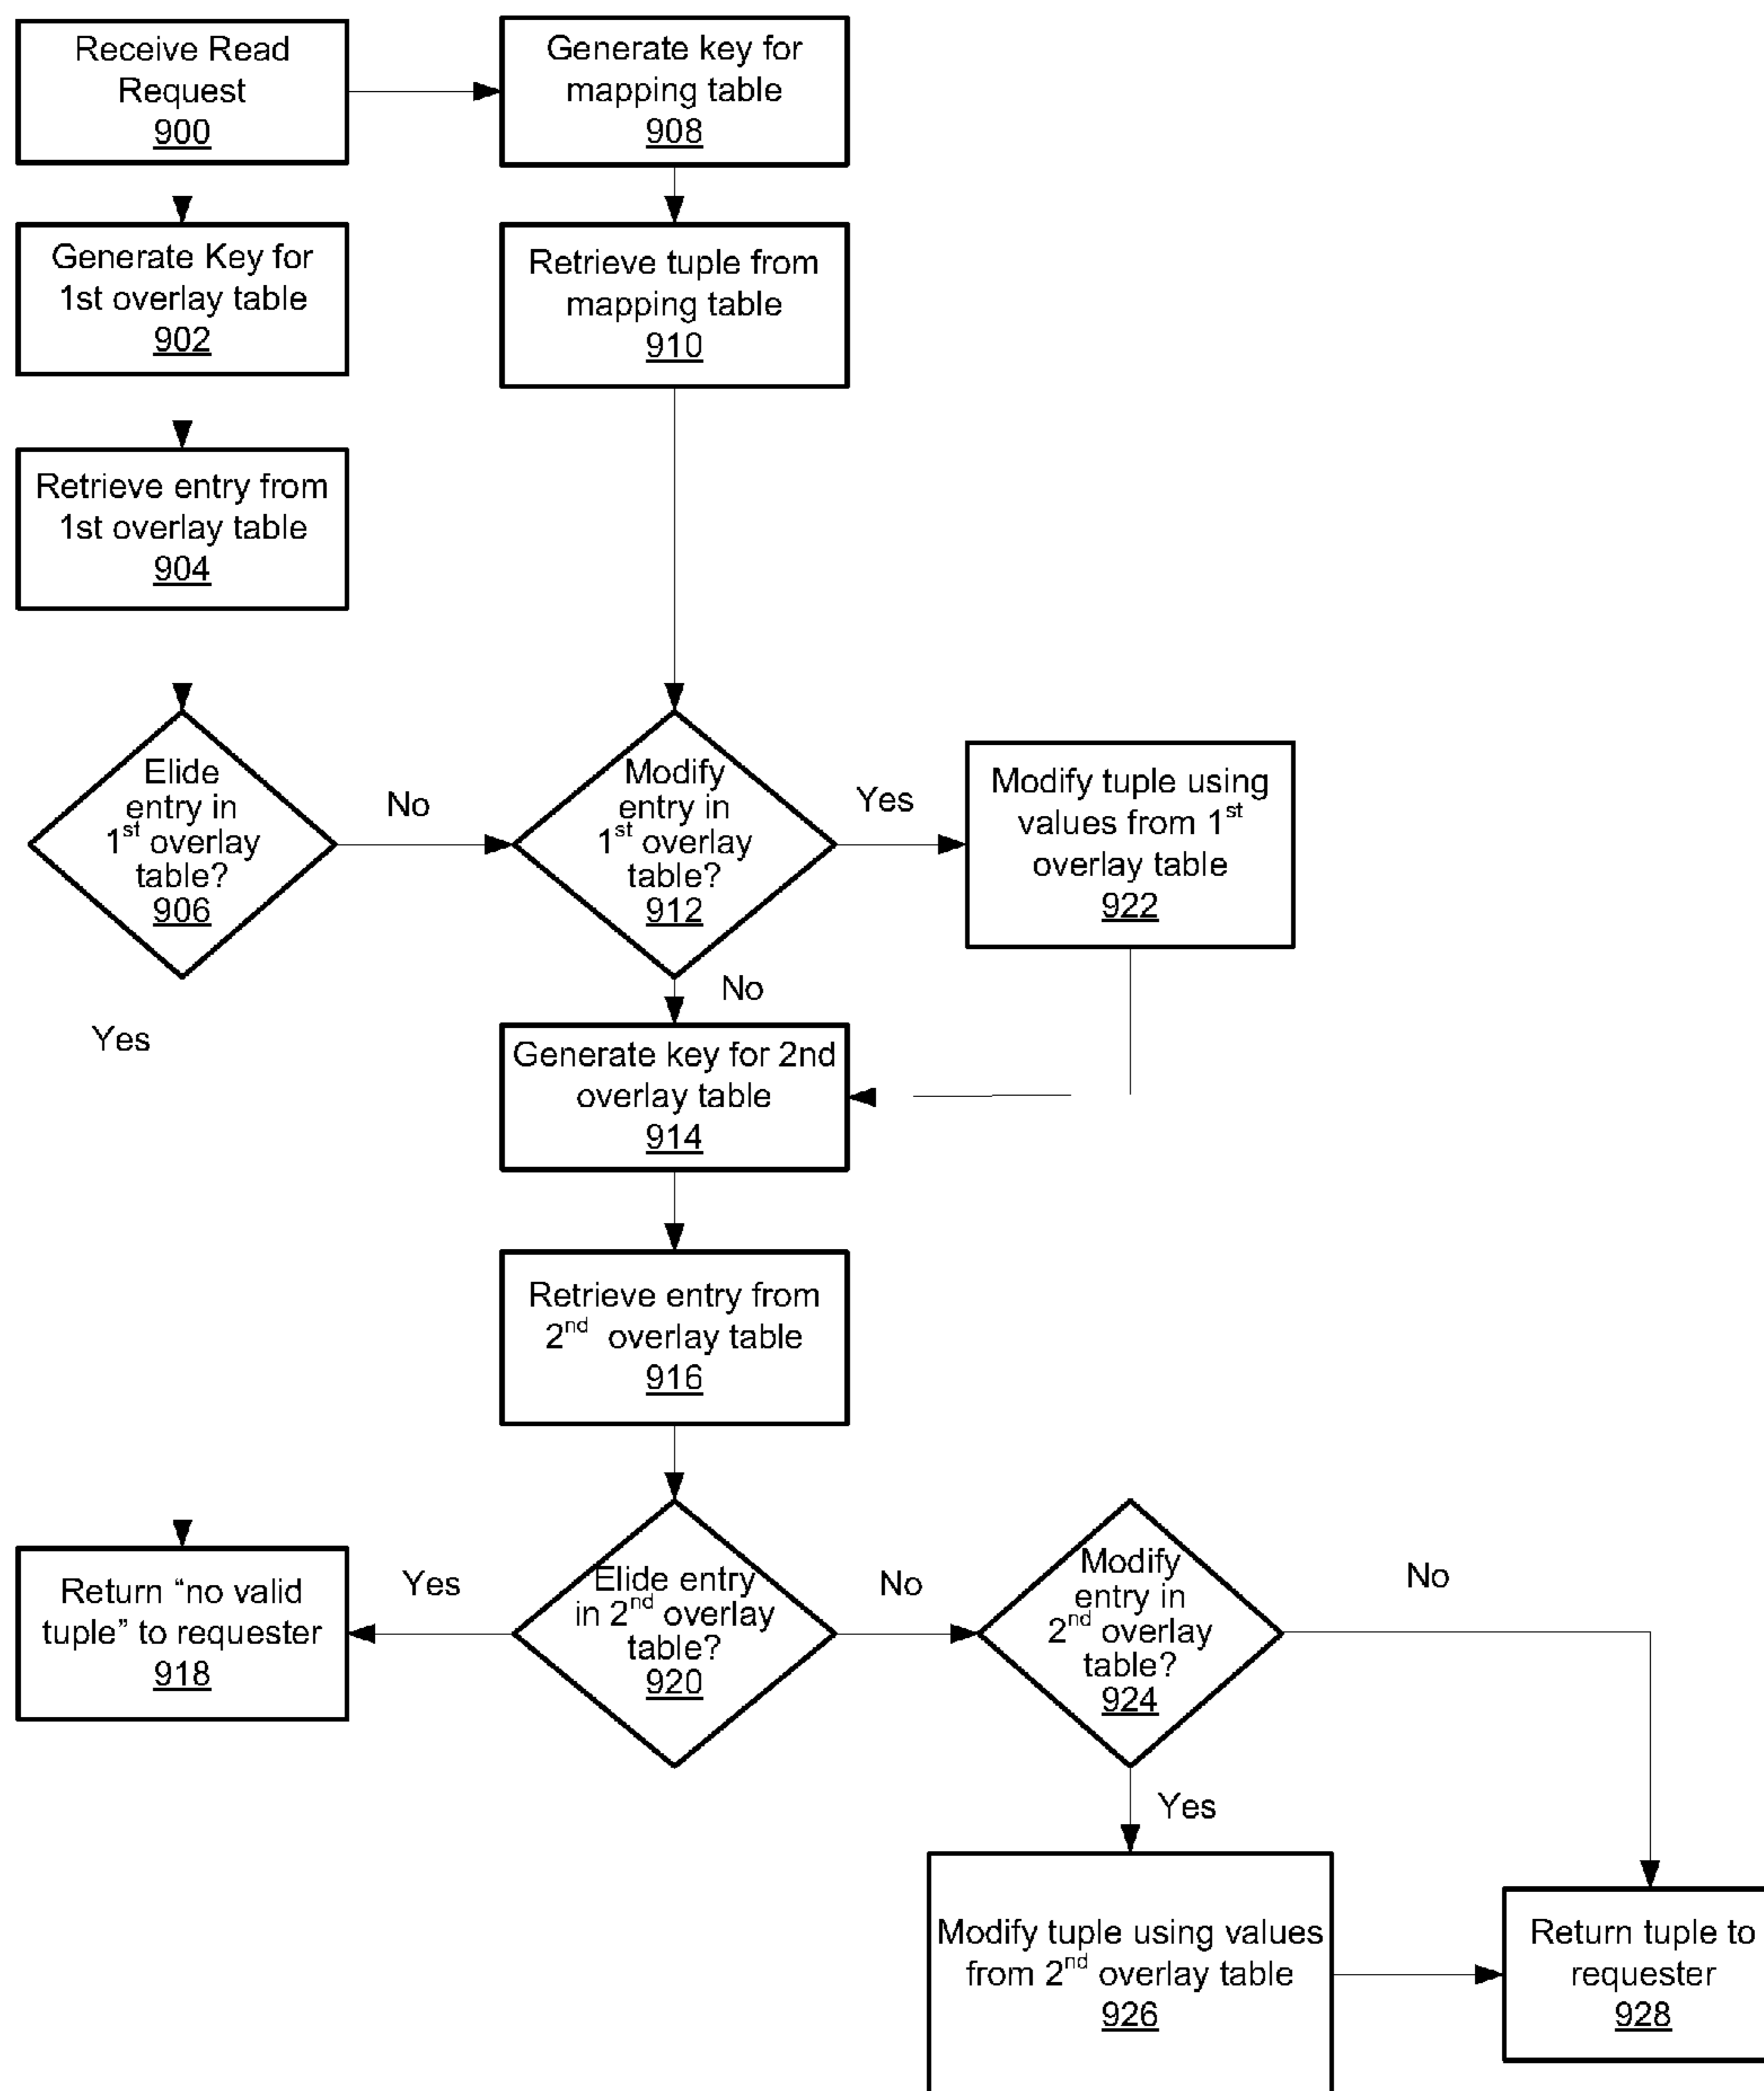 Receive Read
Request
900
Generate key for
mapping table
908
Generate Key for
1st overlay table
902
Retrieve tuple from
mapping table
910
Retrieve entry from
1st overlay table
904
Elide
entry in
1st overlay
table?
906
No
Modify
entry in
1st overlay
table?
912
Yes
Modify tuple using
values from 1st
overlay table
922
Yes
No
Generate key for 2nd
overlay table
914
Retrieve entry from
2nd overlay table
916
Return “no valid
tuple” to requester
918
Yes
Elide entry
in 2nd overlay
table?
920
No
Modify
entry in
2nd overlay
table?
924
No
Yes
Modify tuple using values
from 2nd overlay table
926
Return tuple to
requester
928